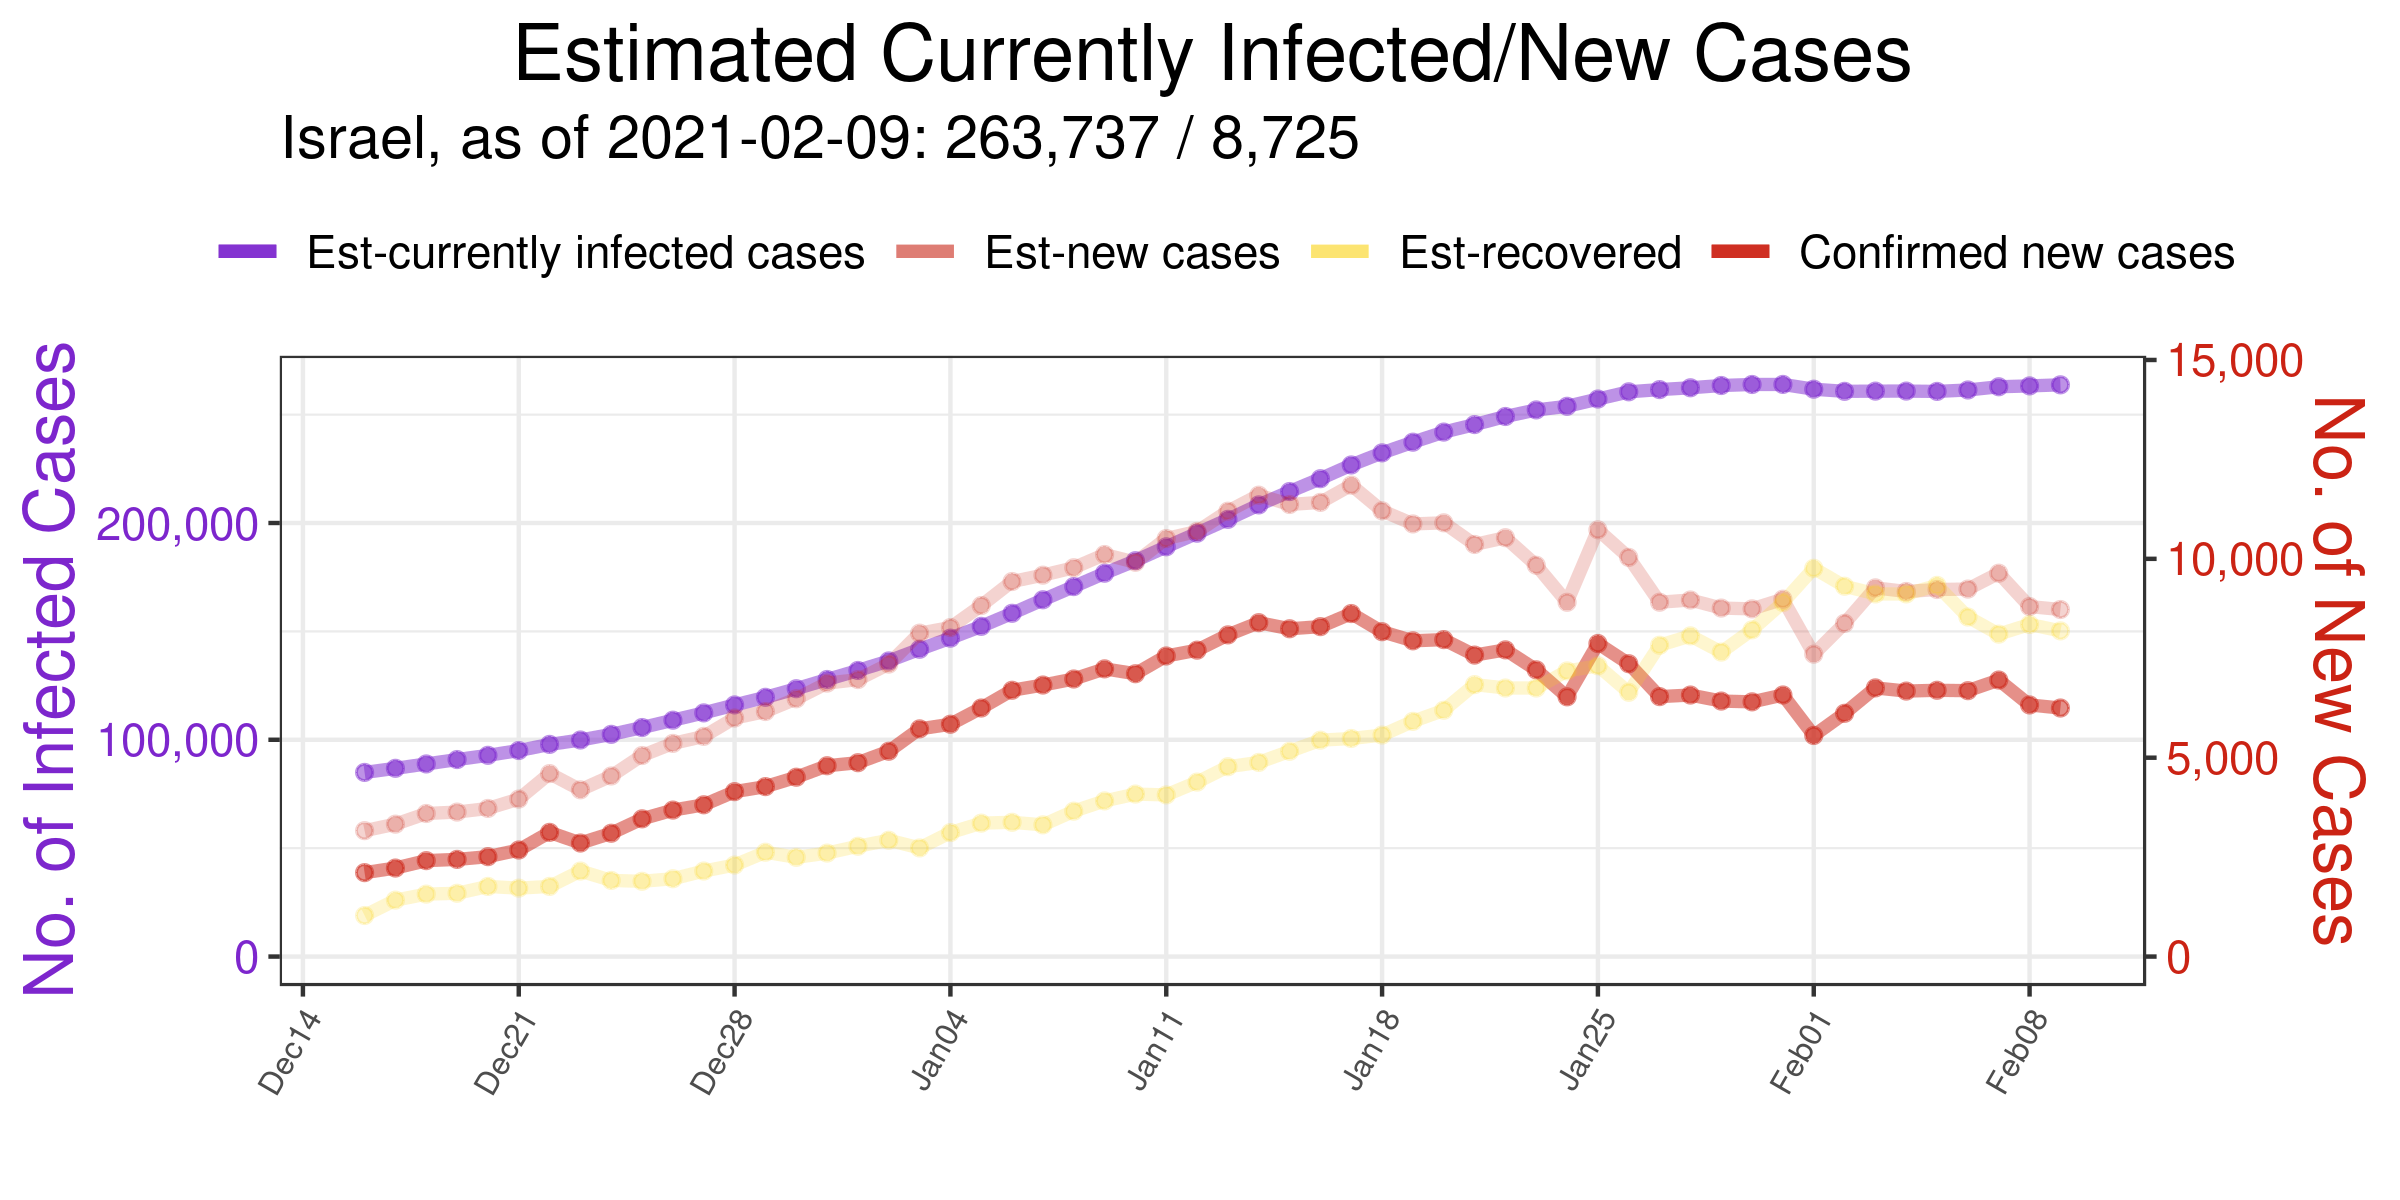 Estimated Currently Infected/New Cases
Israel, as of 2021-02-09: 263,737 / 8,725
Est-currently infected cases Est-new cases Est-recovered Confirmed new cases
No. of Infected Cases
200,000
100,000
0
15,000
10,000
5,000
0
No. of New Cases
Dec14 Dec21 Dec28 Jan04 Jan11 Jan18 Jan25 Feb01 Feb08